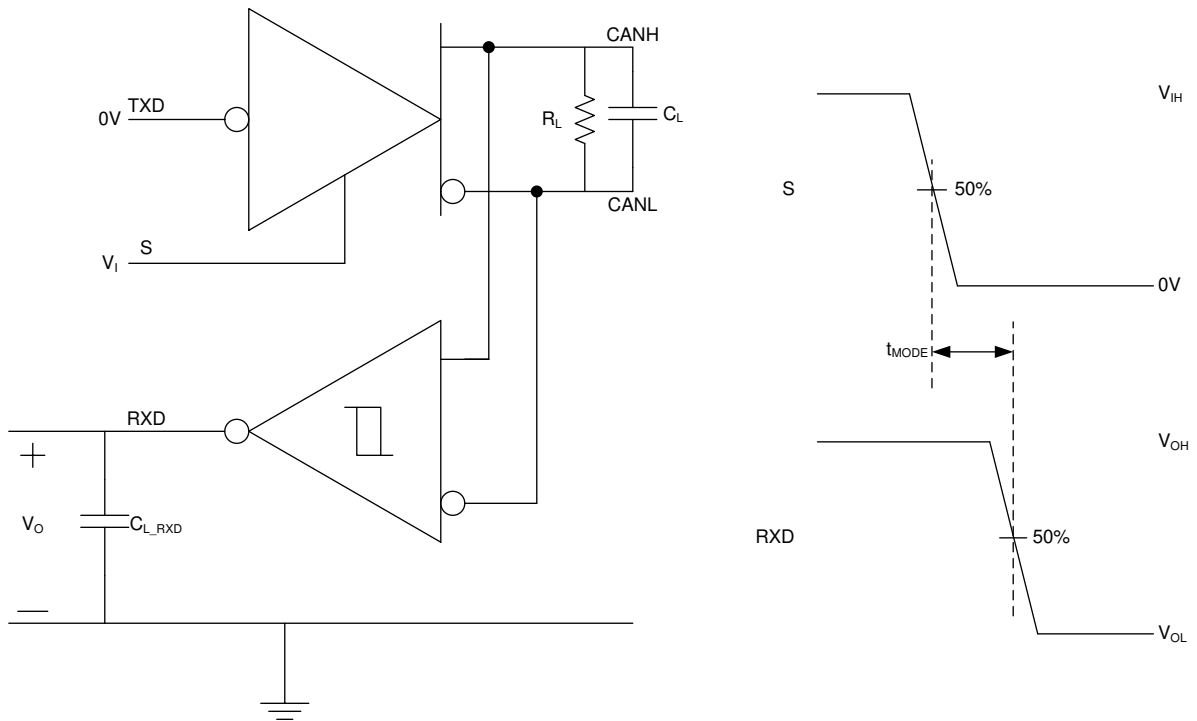 CANH
TXD
0V
R_L
C_L
CANL
S
V_I
RXD
+
V_O
C_L_RXD
—
V_IH
S
50%
0V
t_MODE
V_OH
RXD
50%
V_OL